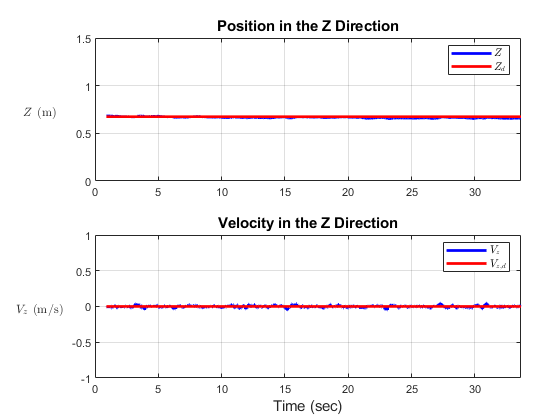 Position in the Z Direction
1.5
1
0.5
0
Z (m)
Z
Z_d
0 5 10 15 20 25 30
Velocity in the Z Direction
1
0.5
0
-0.5
-1
V_z (m/s)
V_z
V_{z,d}
0 5 10 15 20 25 30
Time (sec)